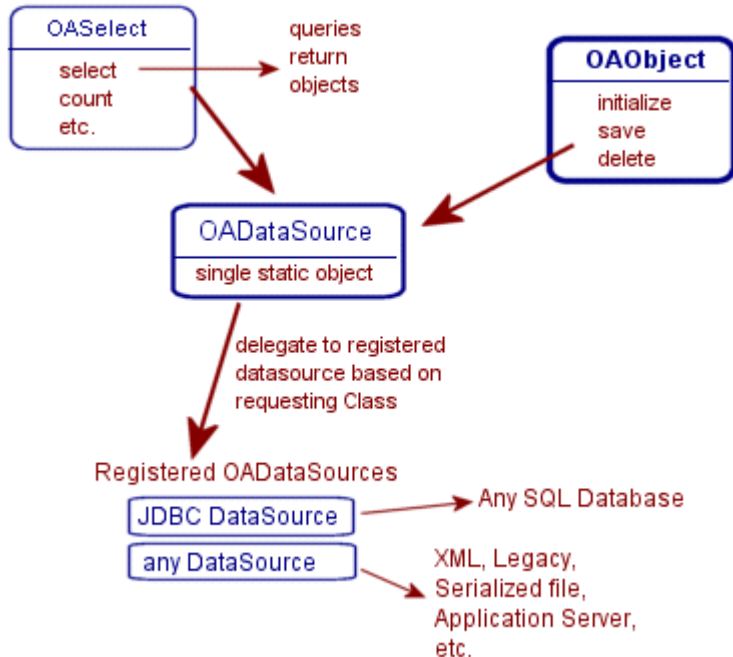 OASelect
select
count
etc.
queries
return
objects
OAObject
initialize
save
delete
OADataSource
single static object
delegate to registered
datasource based on
requesting Class
Registered OADataSources
JDBC DataSource
Any SQL Database
any DataSource
XML, Legacy,
Serialized file,
Application Server,
etc.